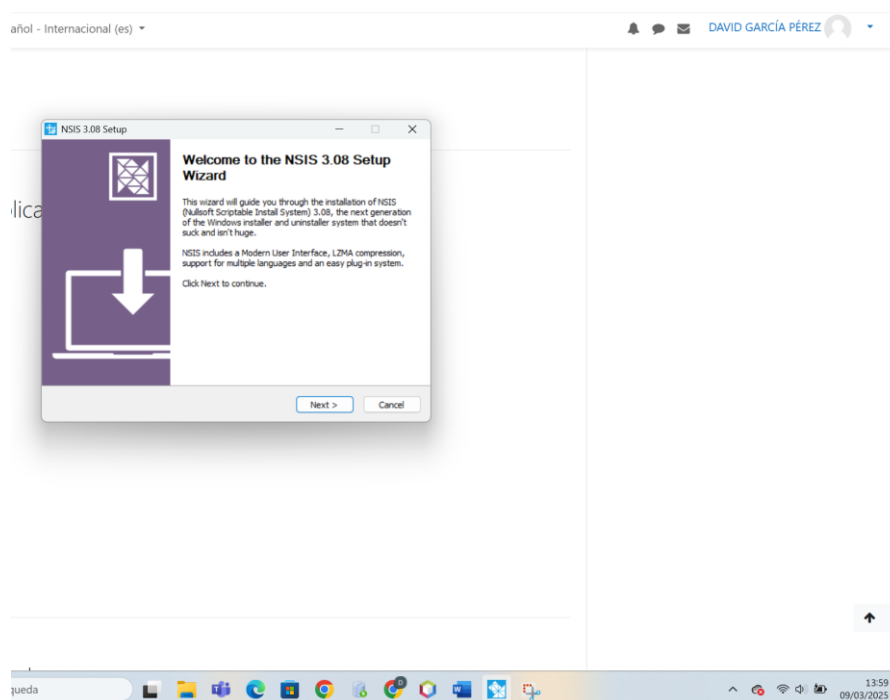 añol - Internacional (es)
DAVID GARCÍA PÉREZ
NSIS 3.08 Setup
Welcome to the NSIS 3.08 Setup
Wizard
This wizard will guide you through the installation of NSIS
(Nullsoft Scriptable Install System) 3.08, the next generation
of the Windows installer and uninstaller system that doesn't
suck and isn't huge.
NSIS includes a Modern User Interface, LZMA compression,
support for multiple languages and an easy plug-in system.
Click Next to continue.
lica
Next >
Cancel
queda
13:59
09/03/2025